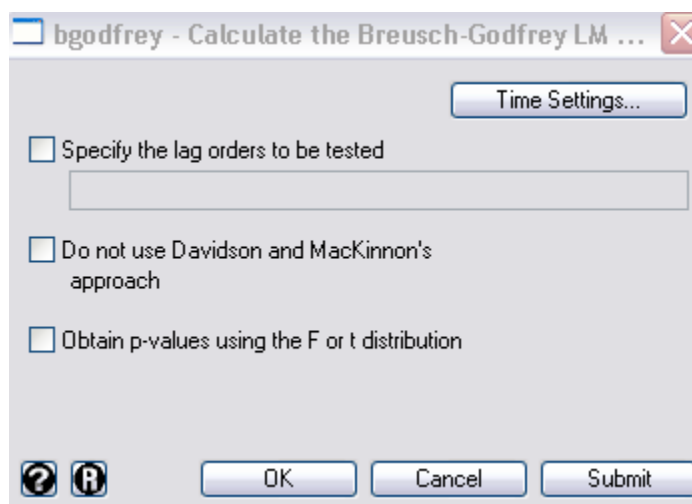 bgodfrey - Calculate the Breusch-Godfrey LM ...
Time Settings...
Specify the lag orders to be tested
Do not use Davidson and MacKinnon's
approach
Obtain p-values using the F or t distribution
? R OK Cancel Submit